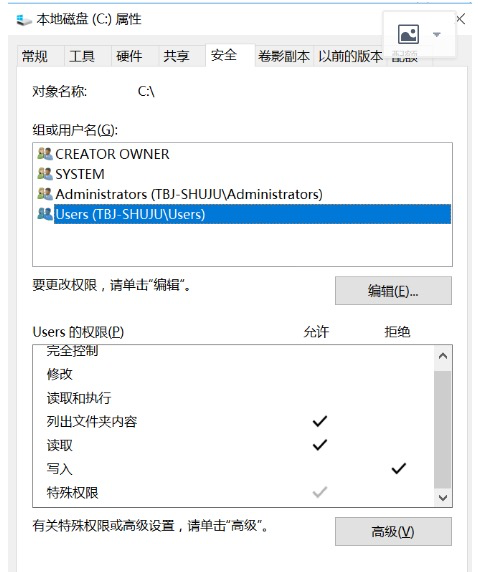 本地磁盘 (C:) 属性
常规 工具 硬件 共享 安全 卷影副本 以前的版本 配额
对象名称: C:\
组或用户名(G):
CREATOR OWNER
SYSTEM
Administrators (TBJ-SHUJU\Administrators)
Users (TBJ-SHUJU\Users)
要更改权限，请单击“编辑”。
编辑(E)...
Users 的权限(P) 允许 拒绝
完全控制
修改
读取和执行
列出文件夹内容
读取
写入
特殊权限
有关特殊权限或高级设置，请单击“高级”。
高级(V)